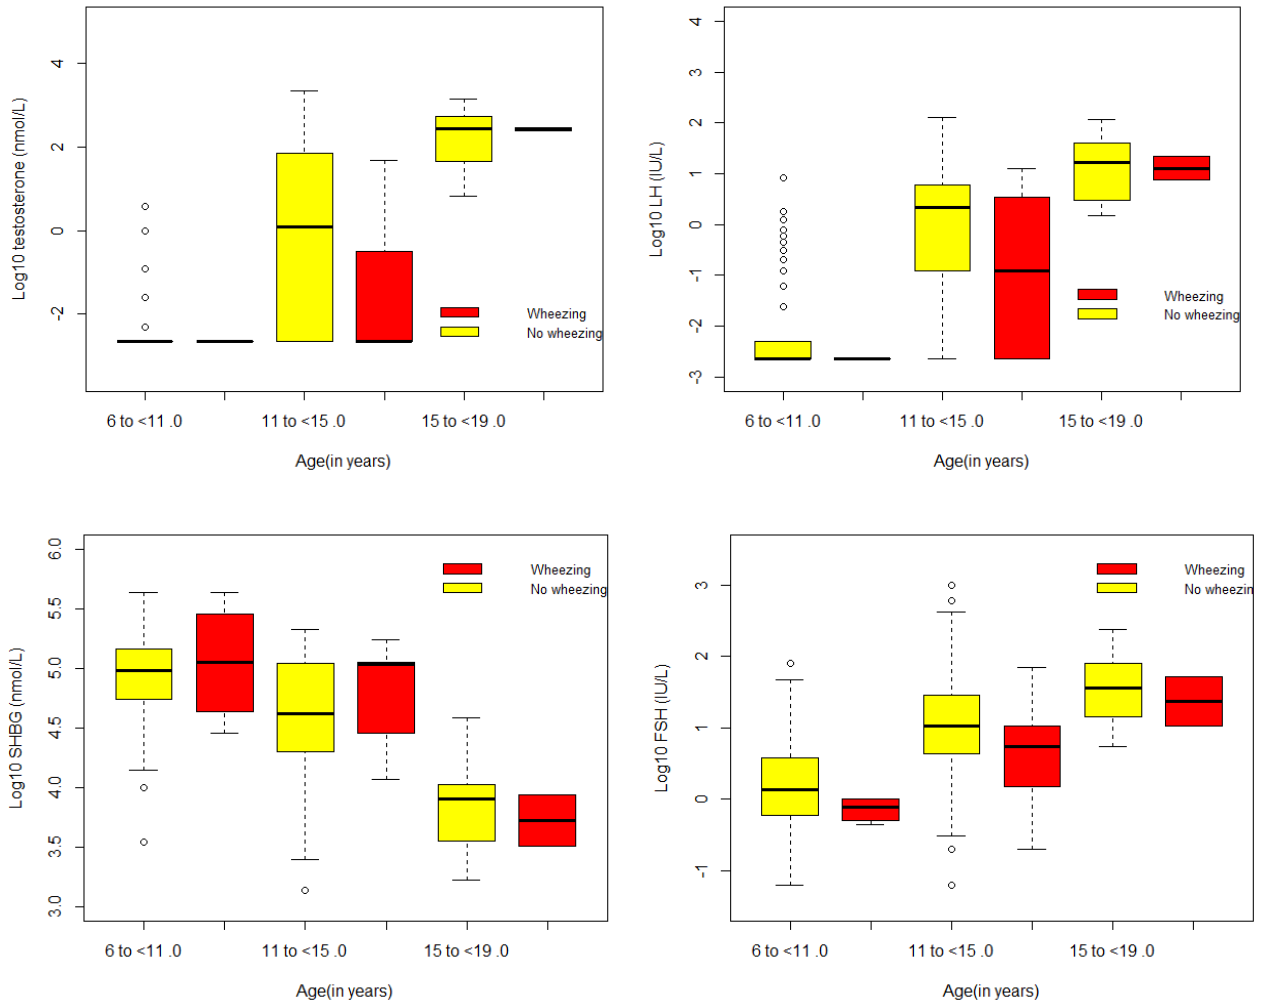 Log10 testosterone (nmol/L)
4
2
0
-2
Wheezing
No wheezing
6 to <11 .0
11 to <15 .0
15 to <19 .0
Age(in years)
Log10 LH (IU/L)
4
3
2
1
0
-1
-2
-3
Wheezing
No wheezing
6 to <11 .0
11 to <15 .0
15 to <19 .0
Age(in years)
Log10 SHBG (nmol/L)
6.0
5.5
5.0
4.5
4.0
3.5
3.0
Wheezing
No wheezing
6 to <11 .0
11 to <15 .0
15 to <19 .0
Age(in years)
Log10 FSH (IU/L)
3
2
1
0
-1
Wheezing
No wheezin
6 to <11 .0
11 to <15 .0
15 to <19 .0
Age(in years)